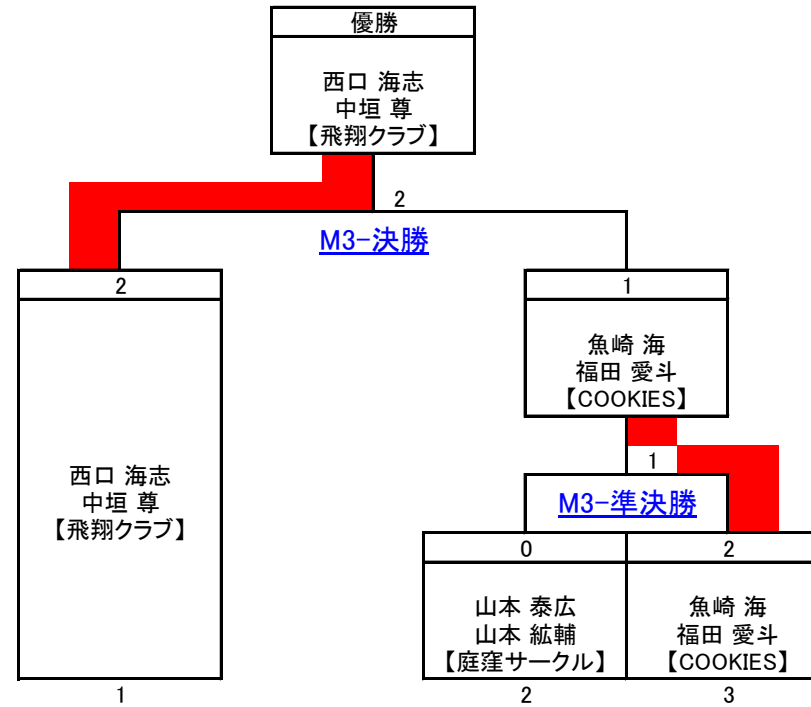 優勝
西口 海志
中垣 尊
【飛翔クラブ】
2
M3-決勝
2
西口 海志
中垣 尊
【飛翔クラブ】
1
1
魚崎 海
福田 愛斗
【COOKIES】
1
M3-準決勝
0
山本 泰広
山本 紘輔
【庭窪サークル】
2
2
魚崎 海
福田 愛斗
【COOKIES】
3